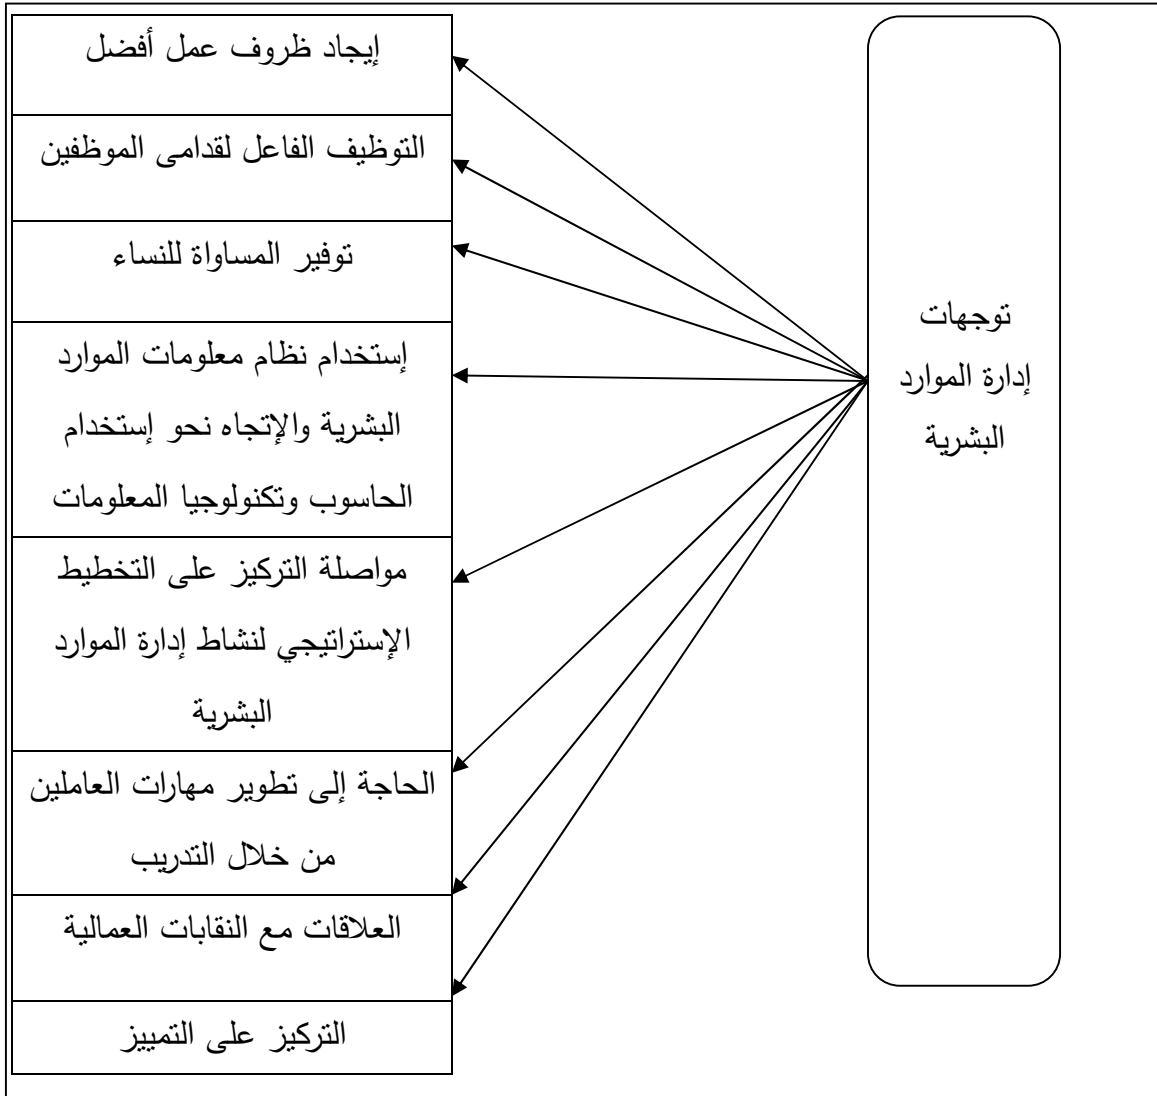 توجهات
إدارة الموارد
البشرية
إيجاد ظروف عمل أفضل
التوظيف الفاعل لقدامى الموظفين
توفير المساواة للنساء
إستخدام نظام معلومات الموارد
البشرية والإتجاه نحو إستخدام
الحاسوب وتكنولوجيا المعلومات
مواصلة التركيز على التخطيط
الإستراتيجي لنشاط إدارة الموارد
البشرية
الحاجة إلى تطوير مهارات العاملين
من خلال التدريب
العلاقات مع النقابات العمالية
التركيز على التمييز